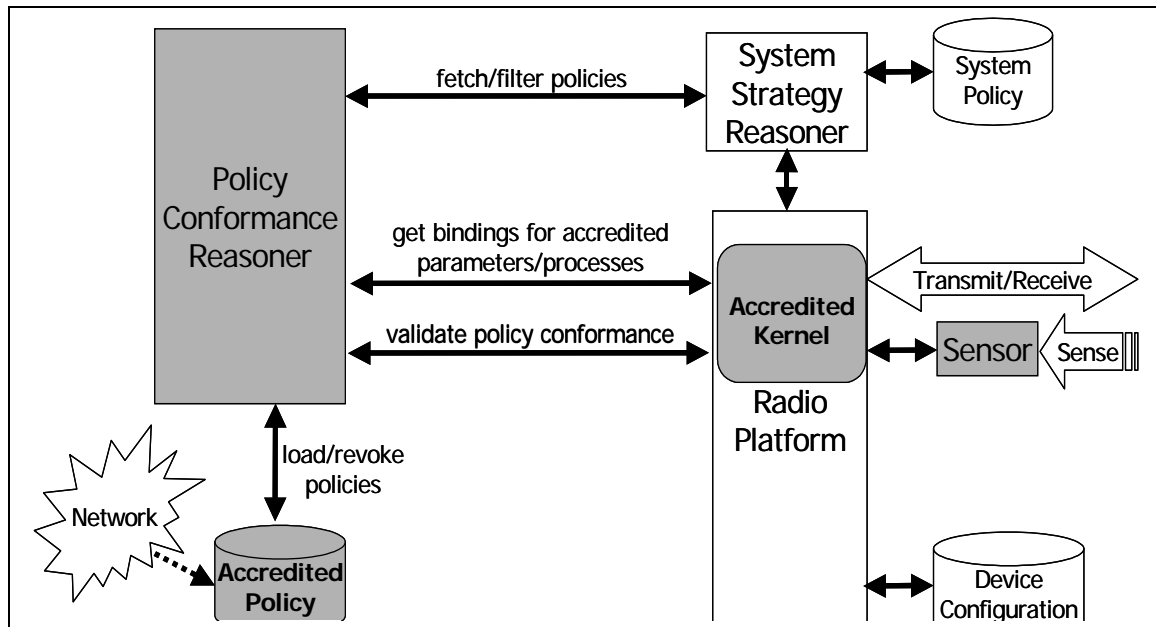 fetch/filter policies
System
Strategy
Reasoner
System
Policy
Policy
Conformance
Reasoner
get bindings for accredited
parameters/processes
validate policy conformance
Accredited
Kernel
Radio
Platform
Transmit/Receive
Sensor
Sense
load/revoke
policies
Network
Accredited
Policy
Device
Configuration